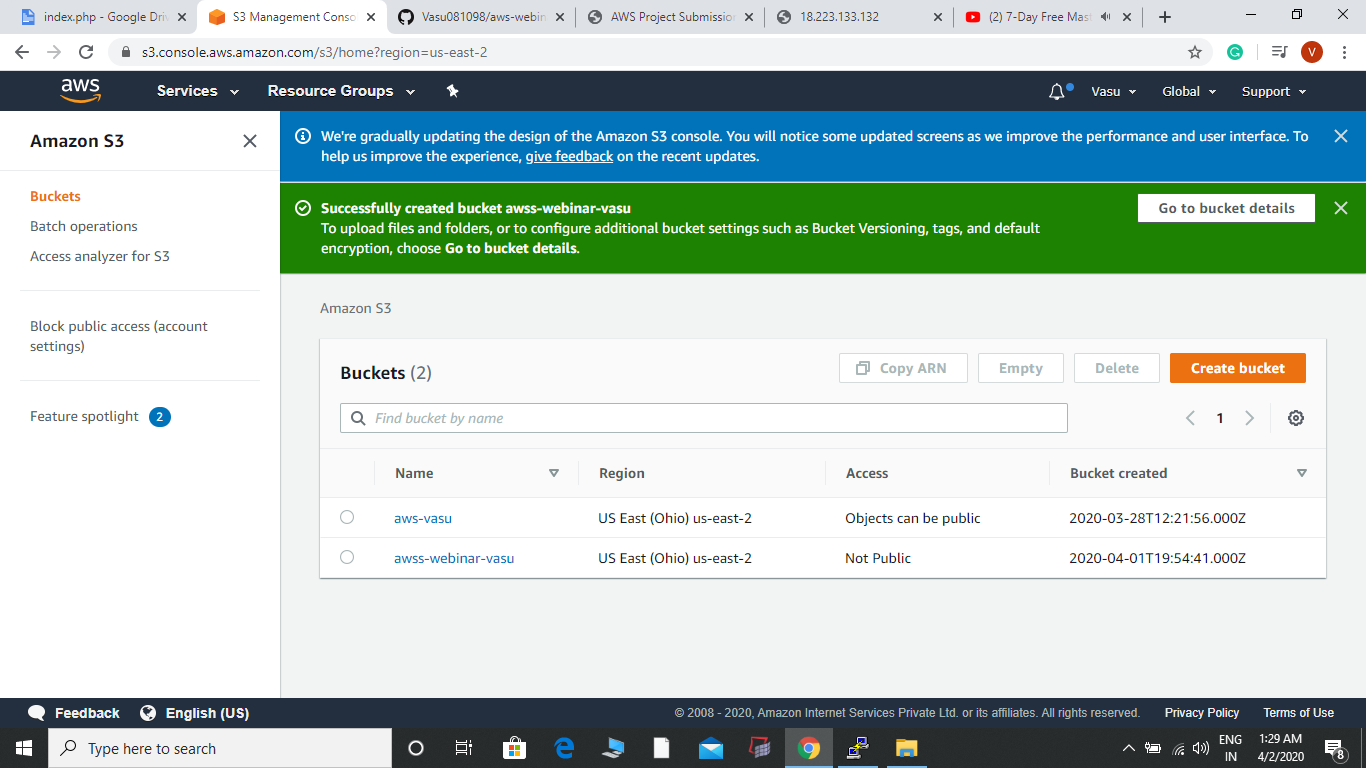 index.php - Google Driv
S3 Management Conso
Vasu081098/aws-webin
AWS Project Submission
18.223.133.132
(2) 7-Day Free Mast
s3.console.aws.amazon.com/s3/home?region=us-east-2
V
aws
Services
Resource Groups
Vasu
Global
Support
Amazon S3
Buckets
Batch operations
Access analyzer for S3
Block public access (account
settings)
Feature spotlight 2
We're gradually updating the design of the Amazon S3 console. You will notice some updated screens as we improve the performance and user interface. To
help us improve the experience, give feedback on the recent updates.
Successfully created bucket awss-webinar-vasu
To upload files and folders, or to configure additional bucket settings such as Bucket Versioning, tags, and default
encryption, choose Go to bucket details.
Go to bucket details
Amazon S3
Buckets (2)
Copy ARN
Empty
Delete
Create bucket
Find bucket by name
1
Name Region Access Bucket created
aws-vasu US East (Ohio) us-east-2 Objects can be public 2020-03-28T12:21:56.000Z
awss-webinar-vasu US East (Ohio) us-east-2 Not Public 2020-04-01T19:54:41.000Z
Feedback
English (US)
© 2008 - 2020, Amazon Internet Services Private Ltd. or its affiliates. All rights reserved.
Privacy Policy
Terms of Use
Type here to search
ENG
IN
1:29 AM
4/2/2020
8